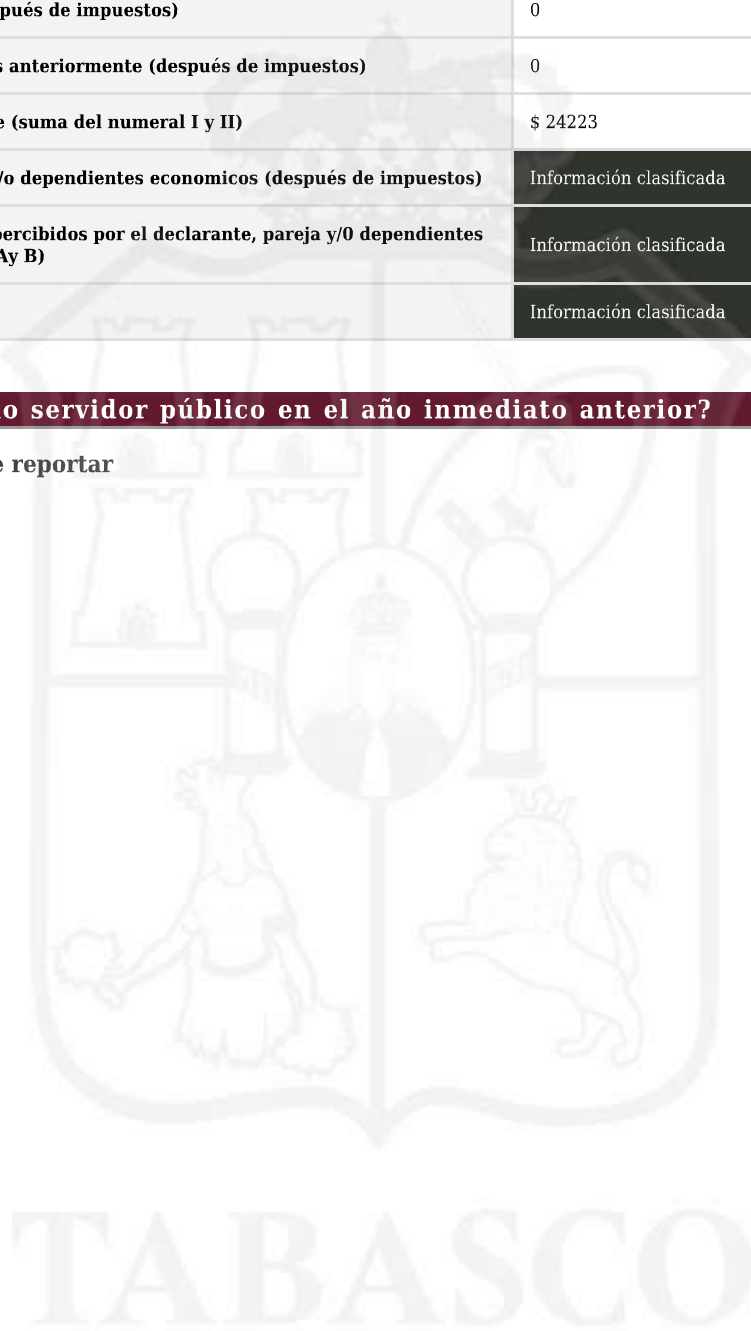 pués de impuestos)
0
s anteriormente (después de impuestos)
0
e (suma del numeral I y II)
$ 24223
/o dependientes economicos (después de impuestos)
Información clasificada
percibidos por el declarante, pareja y/0 dependientes
Ay B)
Información clasificada
Información clasificada
o servidor público en el año inmediato anterior?
e reportar
TABASCO